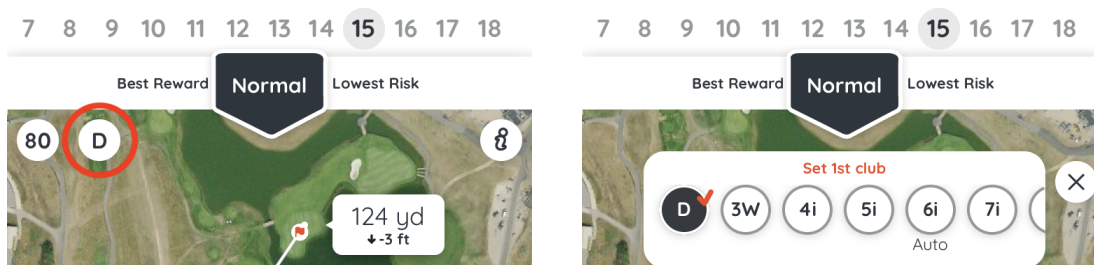 7 8 9 10 11 12 13 14 15 16 17 18
Best Reward Normal Lowest Risk
80 D i
124 yd
↓-3 ft
7 8 9 10 11 12 13 14 15 16 17 18
Best Reward Normal Lowest Risk
Set 1st club
D 3W 4i 5i 6i 7i
Auto